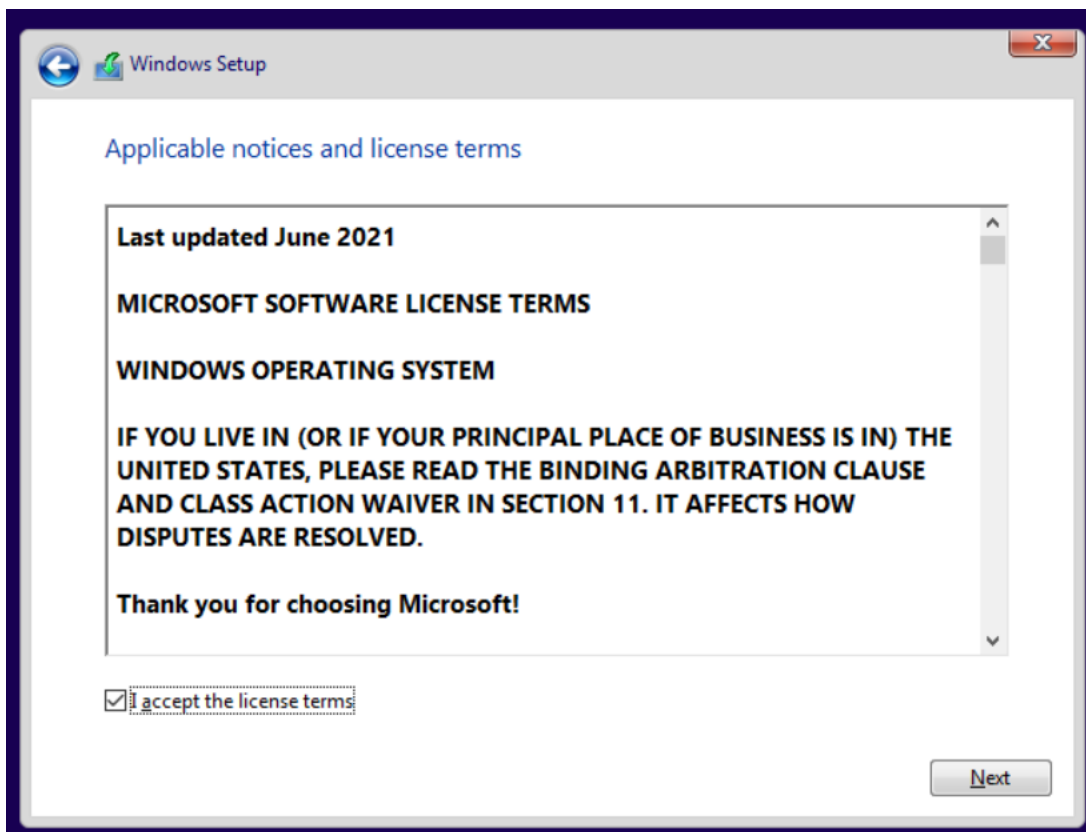 Windows Setup
Applicable notices and license terms
Last updated June 2021
MICROSOFT SOFTWARE LICENSE TERMS
WINDOWS OPERATING SYSTEM
IF YOU LIVE IN (OR IF YOUR PRINCIPAL PLACE OF BUSINESS IS IN) THE
UNITED STATES, PLEASE READ THE BINDING ARBITRATION CLAUSE
AND CLASS ACTION WAIVER IN SECTION 11. IT AFFECTS HOW
DISPUTES ARE RESOLVED.
Thank you for choosing Microsoft!
I accept the license terms
Next